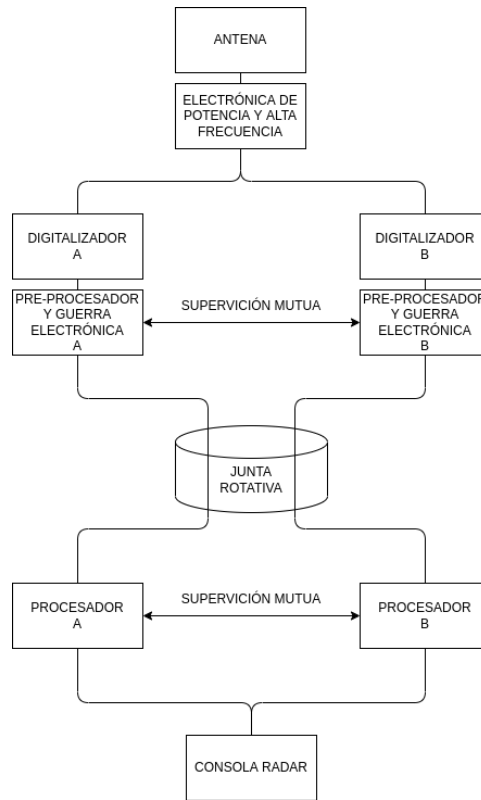 ANTENA
ELECTRÓNICA DE
POTENCIA Y ALTA
FRECUENCIA
DIGITALIZADOR
A
DIGITALIZADOR
B
PRE-PROCESADOR
Y GUERRA
ELECTRÓNICA
A
SUPERVICIÓN MUTUA
PRE-PROCESADOR
Y GUERRA
ELECTRÓNICA
B
JUNTA
ROTATIVA
PROCESADOR
A
SUPERVICIÓN MUTUA
PROCESADOR
B
CONSOLA RADAR